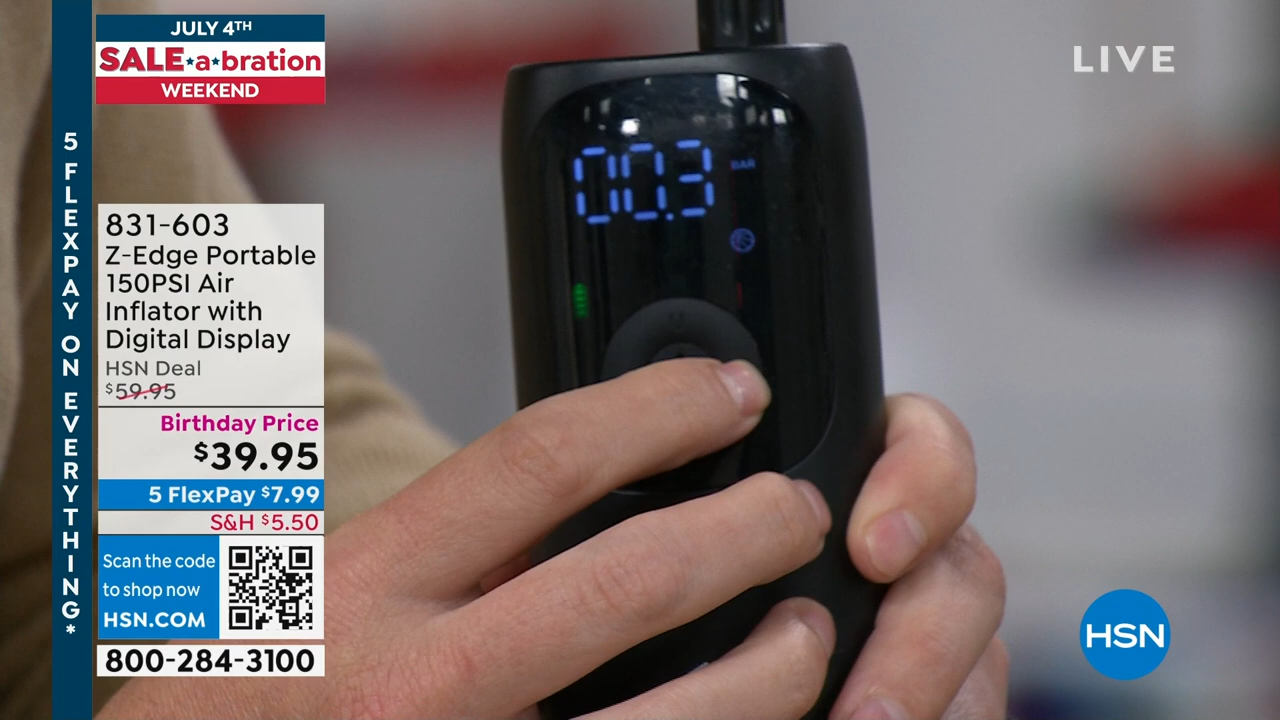 JULY 4TH
SALE★a★bration
WEEKEND
LIVE
5 FLEXPAY ON EVERYTHING*
00.3
BAR
831-603
Z-Edge Portable
150PSI Air
Inflator with
Digital Display
HSN Deal
$59.95
Birthday Price
$39.95
5 FlexPay $7.99
S&H $5.50
Scan the code
to shop now
HSN.COM
800-284-3100
HSN